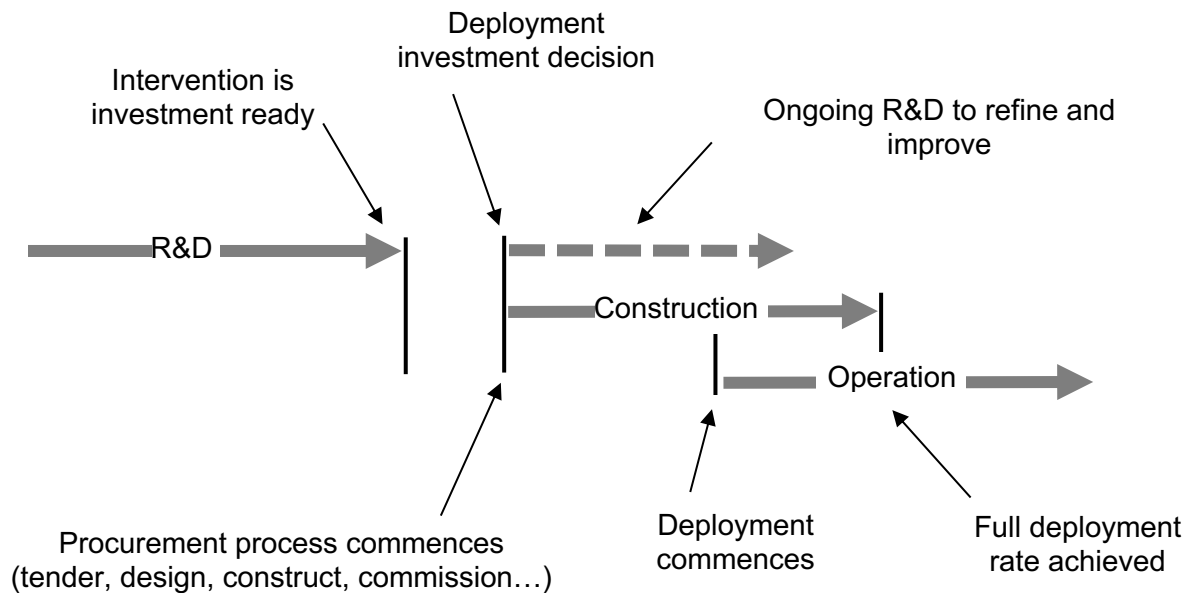 Deployment
investment decision
Intervention is
investment ready
Ongoing R&D to refine and
improve
R&D
Construction
Operation
Procurement process commences
(tender, design, construct, commission…)
Deployment
commences
Full deployment
rate achieved